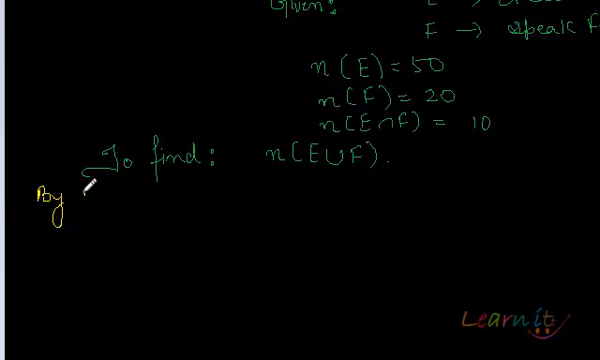 Given:
F → Speak F
n(E) = 50
n(F) = 20
n(E∩F) = 10
To find: n(E∪F).
By
Learnit